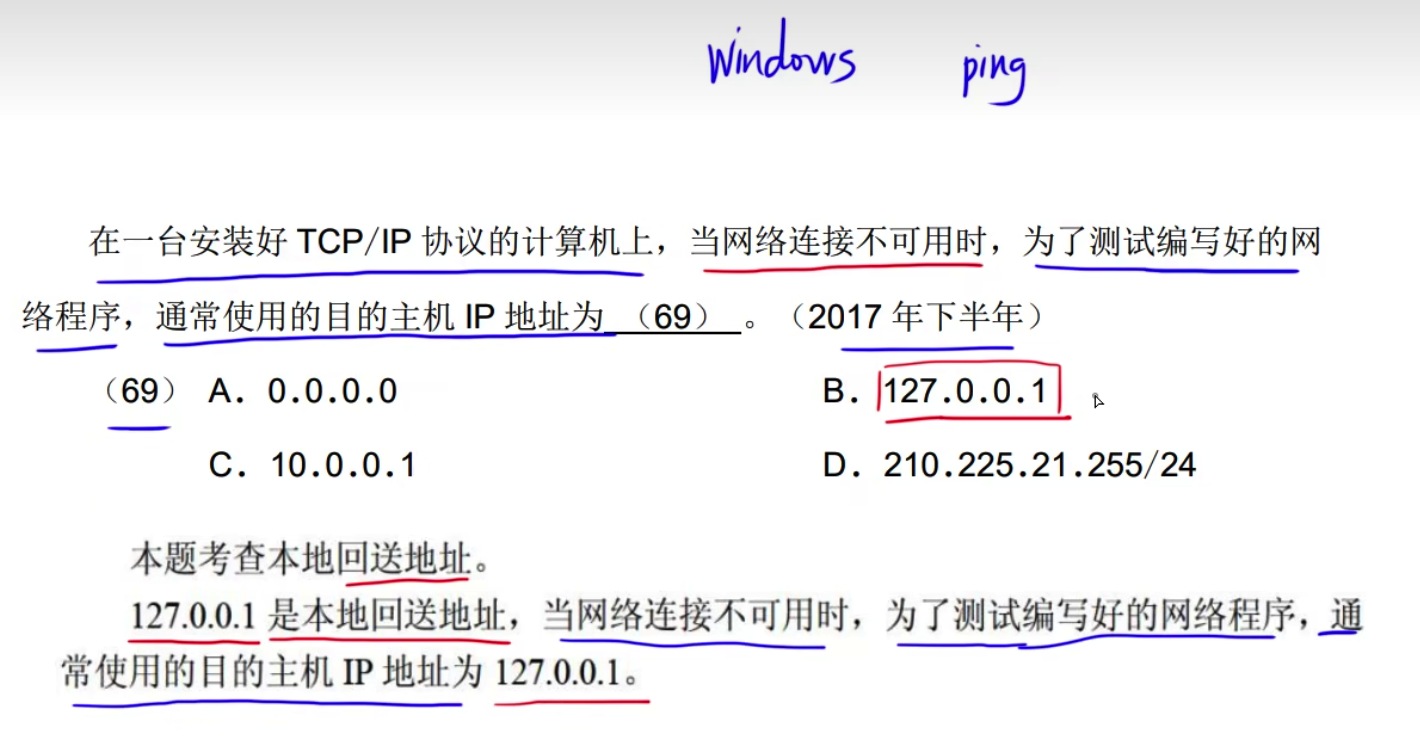 windows ping
在一台安装好 TCP/IP 协议的计算机上，当网络连接不可用时，为了测试编写好的网
络程序，通常使用的目的主机 IP 地址为 （69） 。（2017 年下半年）
（69） A. 0.0.0.0 B. 127.0.0.1
C. 10.0.0.1 D. 210.225.21.255/24
本题考查本地回送地址。
127.0.0.1 是本地回送地址，当网络连接不可用时，为了测试编写好的网络程序，通
常使用的目的主机 IP 地址为 127.0.0.1。